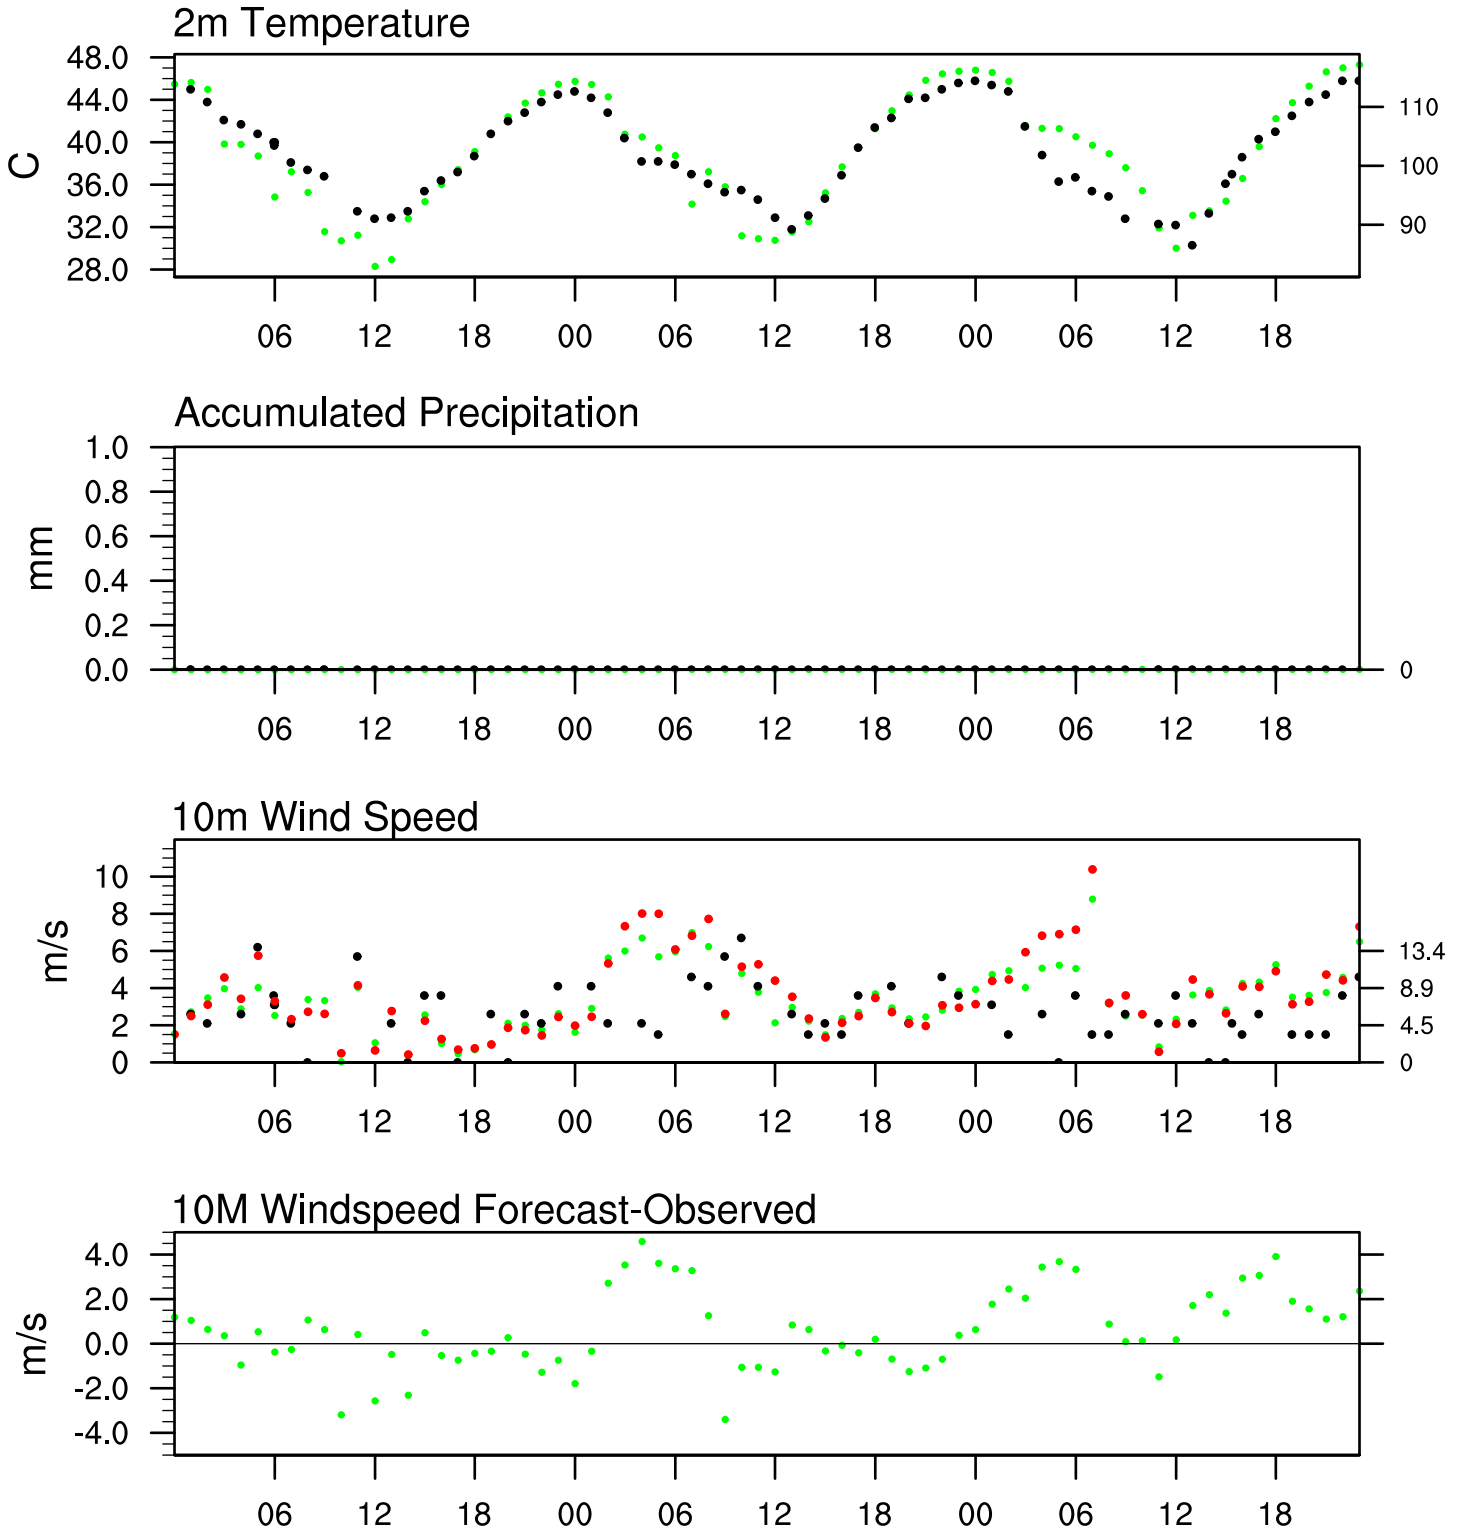 2m Temperature
48.0
44.0
40.0
36.0
32.0
28.0
C
110
100
90
06 12 18 00 06 12 18 00 06 12 18
Accumulated Precipitation
1.0
0.8
0.6
0.4
0.2
0.0
mm
0
06 12 18 00 06 12 18 00 06 12 18
10m Wind Speed
10
8
6
4
2
0
m/s
13.4
8.9
4.5
0
06 12 18 00 06 12 18 00 06 12 18
10M Windspeed Forecast-Observed
4.0
2.0
0.0
-2.0
-4.0
m/s
06 12 18 00 06 12 18 00 06 12 18